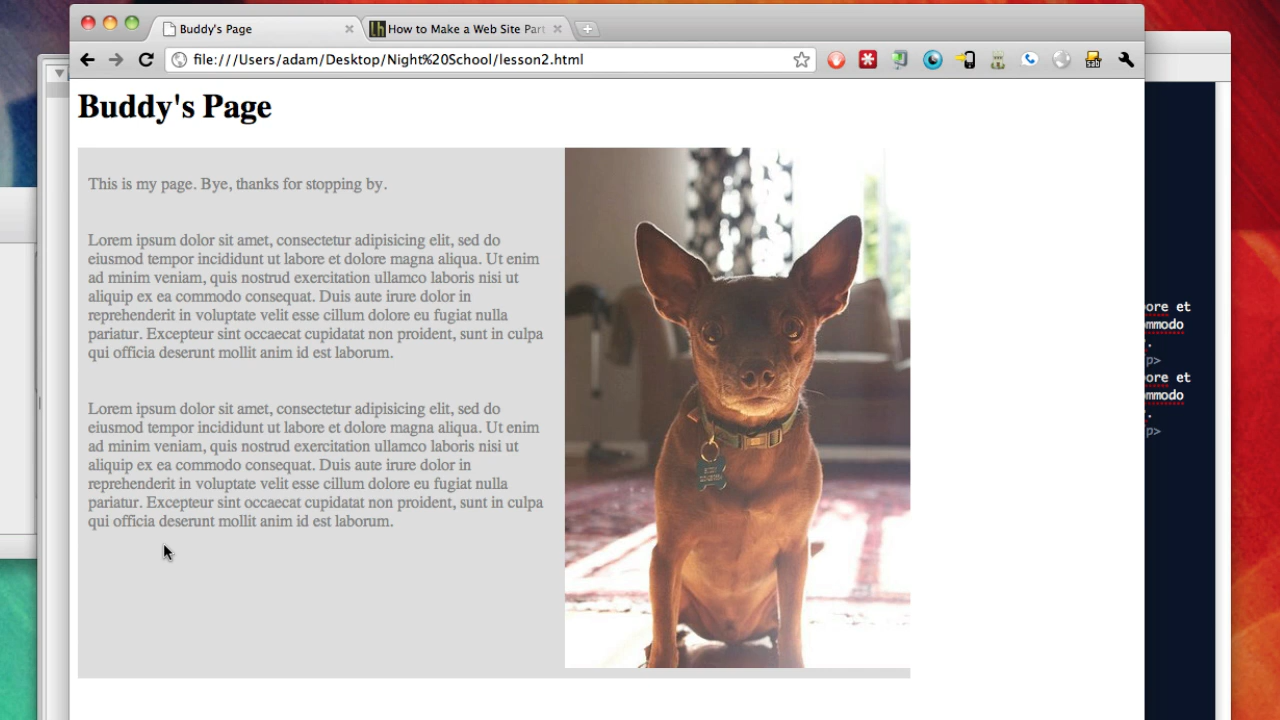 Buddy's Page
How to Make a Web Site Part
file:///Users/adam/Desktop/Night%20School/lesson2.html
sab
Buddy's Page
This is my page. Bye, thanks for stopping by.
Lorem ipsum dolor sit amet, consectetur adipisicing elit, sed do
eiusmod tempor incididunt ut labore et dolore magna aliqua. Ut enim
ad minim veniam, quis nostrud exercitation ullamco laboris nisi ut
aliquip ex ea commodo consequat. Duis aute irure dolor in
reprehenderit in voluptate velit esse cillum dolore eu fugiat nulla
pariatur. Excepteur sint occaecat cupidatat non proident, sunt in culpa
qui officia deserunt mollit anim id est laborum.
Lorem ipsum dolor sit amet, consectetur adipisicing elit, sed do
eiusmod tempor incididunt ut labore et dolore magna aliqua. Ut enim
ad minim veniam, quis nostrud exercitation ullamco laboris nisi ut
aliquip ex ea commodo consequat. Duis aute irure dolor in
reprehenderit in voluptate velit esse cillum dolore eu fugiat nulla
pariatur. Excepteur sint occaecat cupidatat non proident, sunt in culpa
qui officia deserunt mollit anim id est laborum.
ore et
mmodo
.
p>
ore et
mmodo
.
p>